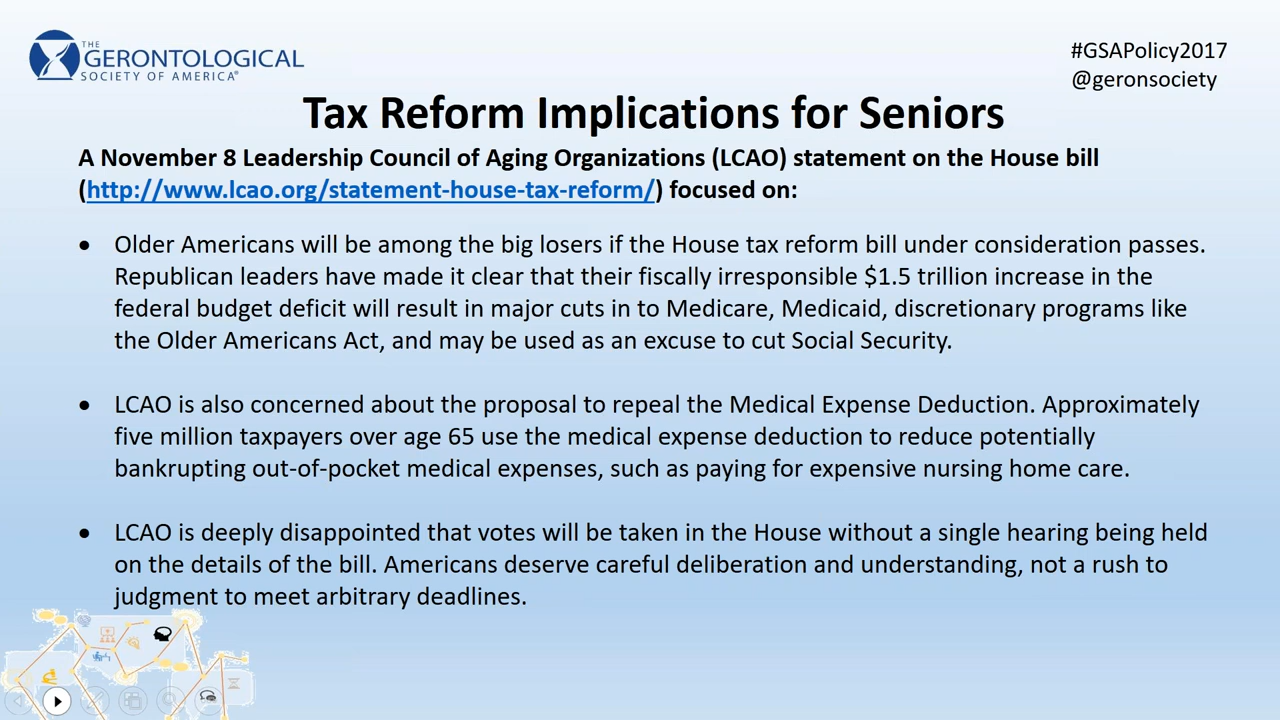 THE
GERONTOLOGICAL
SOCIETY OF AMERICA®
#GSAPolicy2017
@geronsociety
Tax Reform Implications for Seniors
A November 8 Leadership Council of Aging Organizations (LCAO) statement on the House bill
(http://www.lcao.org/statement-house-tax-reform/) focused on:
• Older Americans will be among the big losers if the House tax reform bill under consideration passes.
Republican leaders have made it clear that their fiscally irresponsible $1.5 trillion increase in the
federal budget deficit will result in major cuts in to Medicare, Medicaid, discretionary programs like
the Older Americans Act, and may be used as an excuse to cut Social Security.
• LCAO is also concerned about the proposal to repeal the Medical Expense Deduction. Approximately
five million taxpayers over age 65 use the medical expense deduction to reduce potentially
bankrupting out-of-pocket medical expenses, such as paying for expensive nursing home care.
• LCAO is deeply disappointed that votes will be taken in the House without a single hearing being held
on the details of the bill. Americans deserve careful deliberation and understanding, not a rush to
judgment to meet arbitrary deadlines.